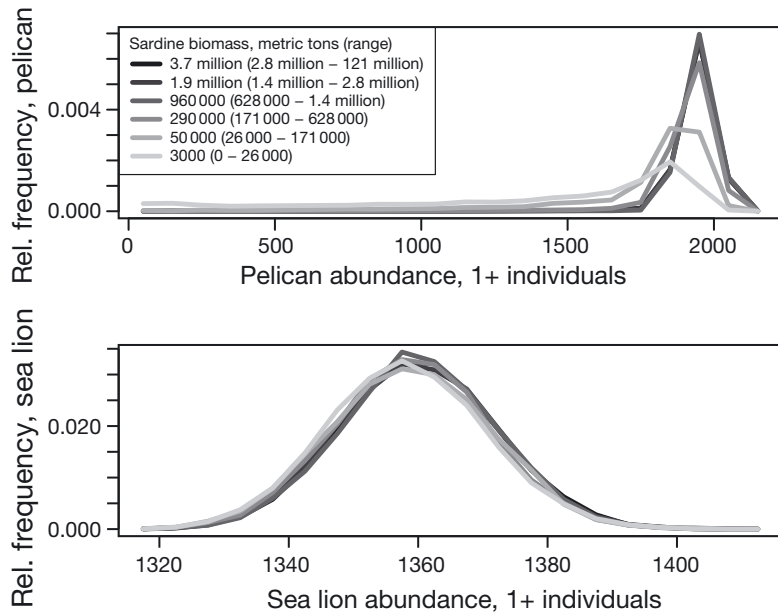 Rel. frequency, pelican
0.004
0.000
Sardine biomass, metric tons (range)
3.7 million (2.8 million – 121 million)
1.9 million (1.4 million – 2.8 million)
960 000 (628 000 – 1.4 million)
290 000 (171 000 – 628 000)
50 000 (26 000 – 171 000)
3000 (0 – 26 000)
0 500 1000 1500 2000
Pelican abundance, 1+ individuals
Rel. frequency, sea lion
0.020
0.000
1320 1340 1360 1380 1400
Sea lion abundance, 1+ individuals